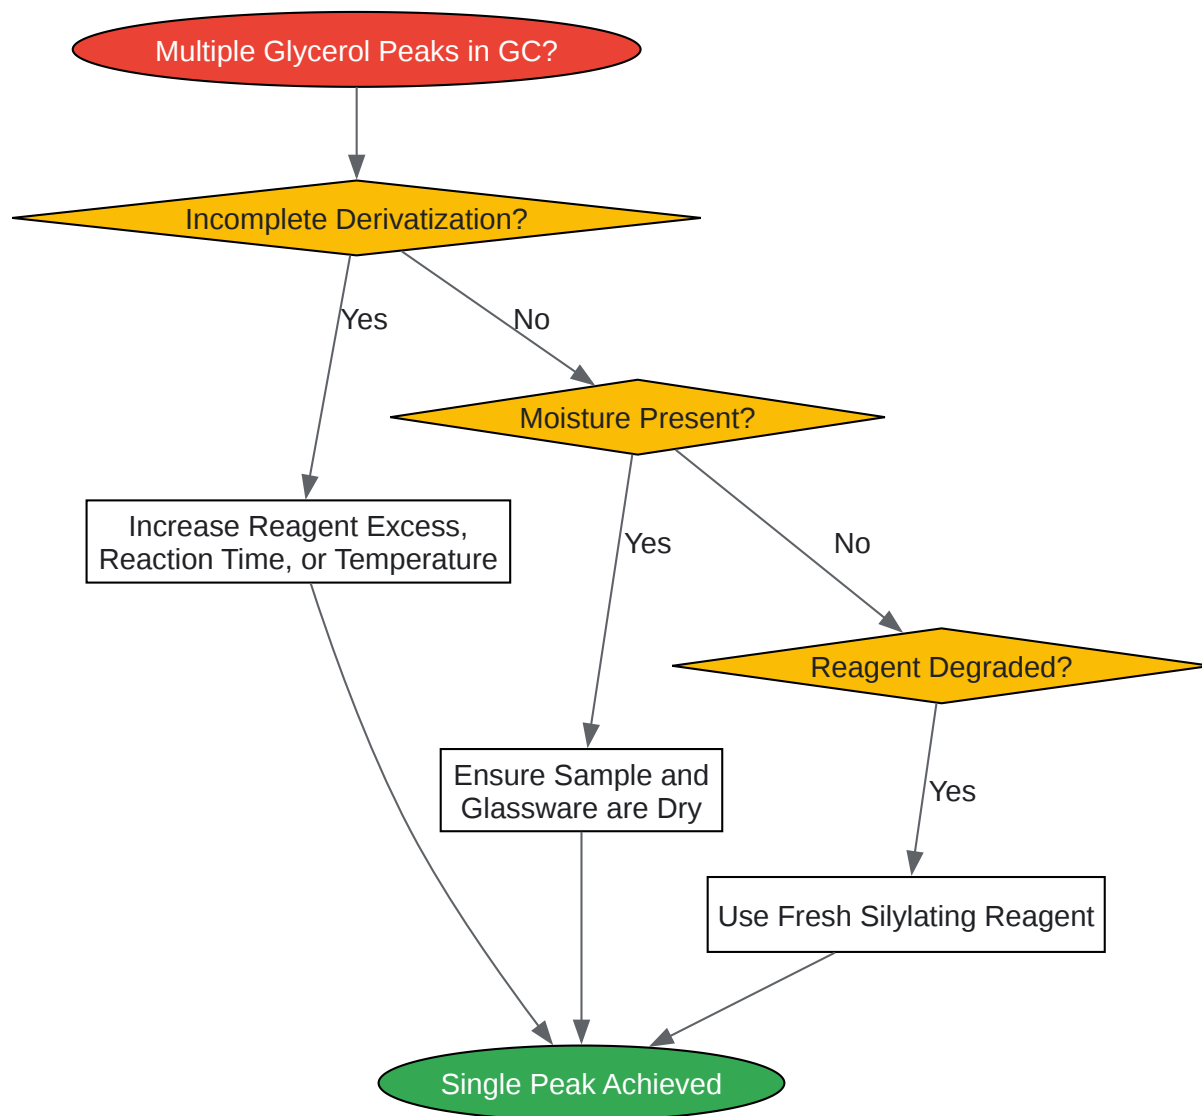 Multiple Glycerol Peaks in GC?
Incomplete Derivatization?
Yes
No
Moisture Present?
Increase Reagent Excess,
Reaction Time, or Temperature
Yes
No
Reagent Degraded?
Ensure Sample and
Glassware are Dry
Yes
Use Fresh Silylating Reagent
Single Peak Achieved